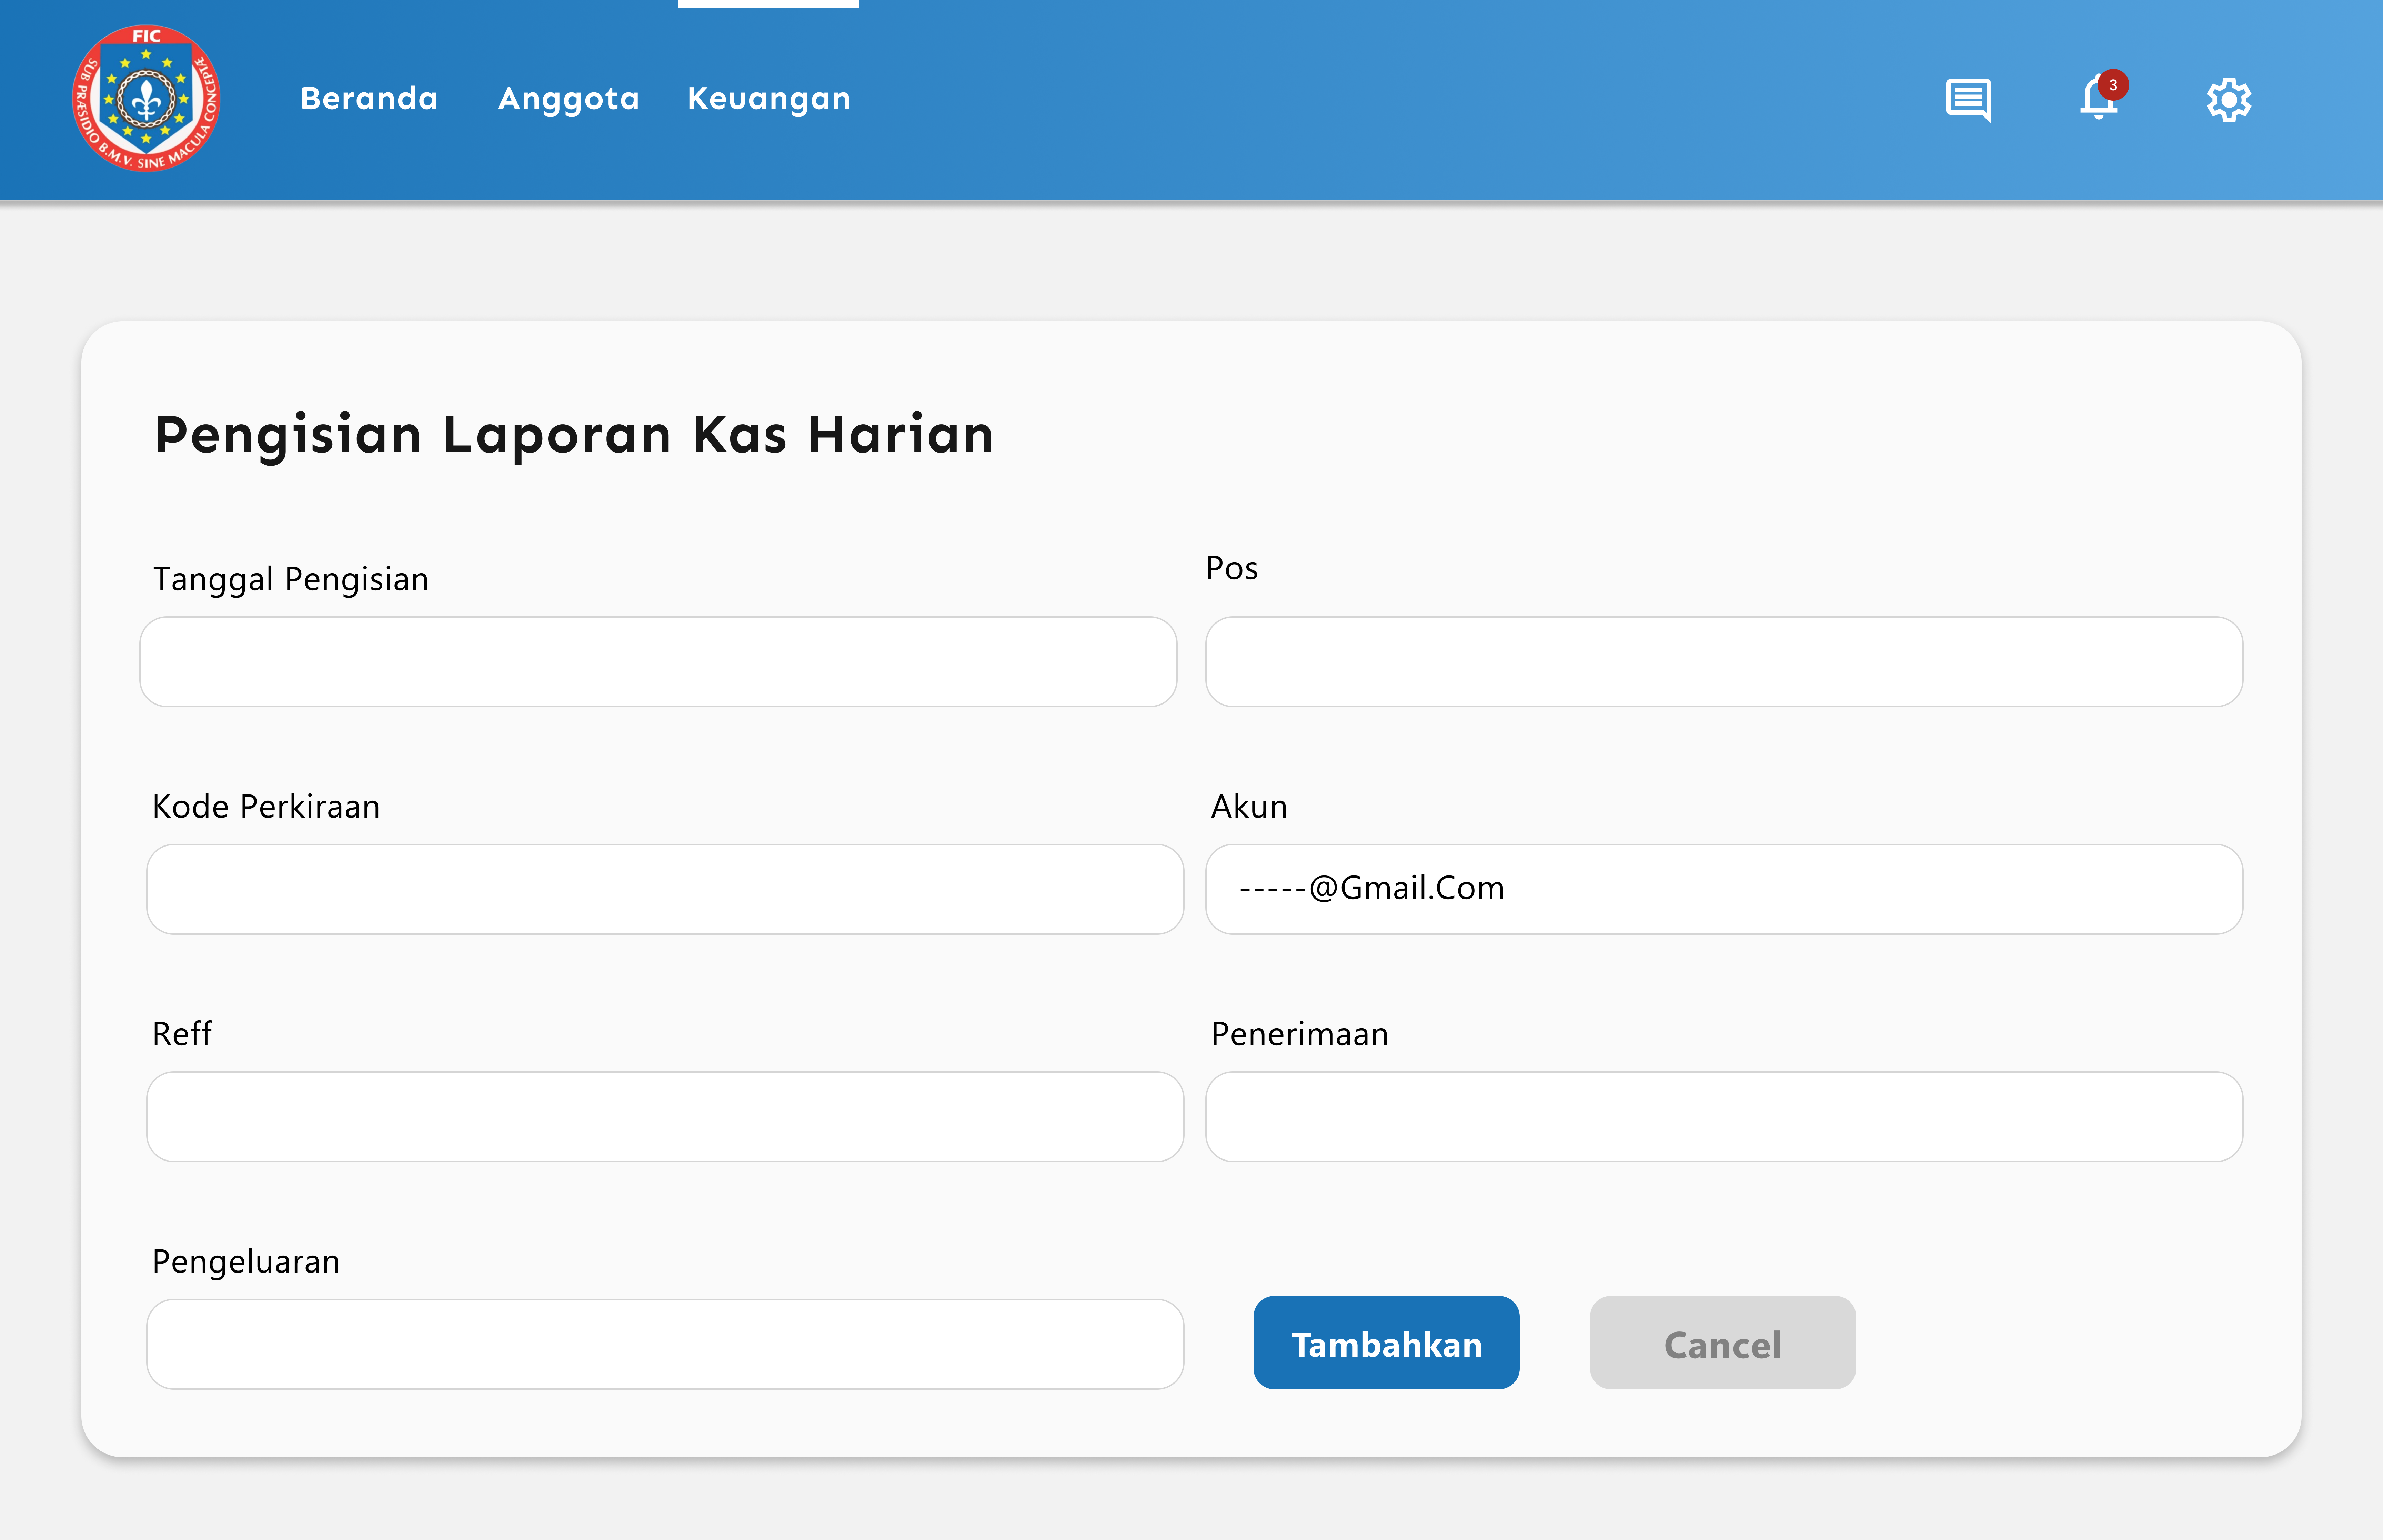 FIC
SUB PRÆSIDIO B.M.V. SINE MACULA CONCEPTÆ
Beranda Anggota Keuangan
3
Pengisian Laporan Kas Harian
Tanggal Pengisian Pos
Kode Perkiraan Akun
-----@Gmail.Com
Reff Penerimaan
Pengeluaran
Tambahkan Cancel